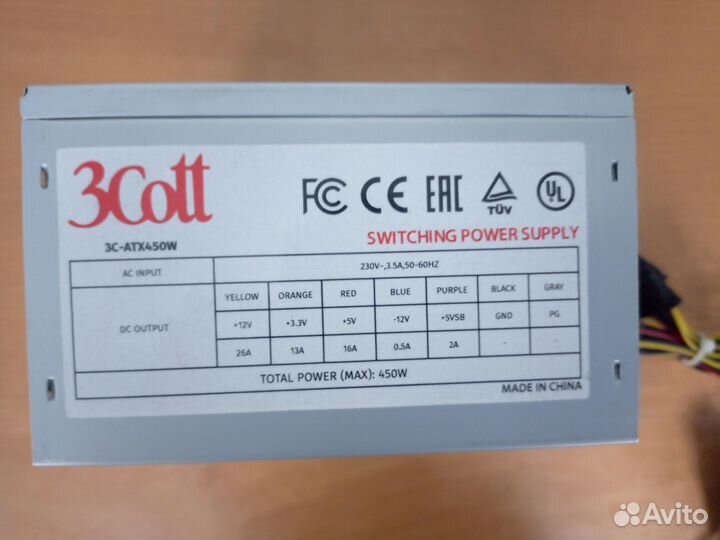 3Cott
FC CE EAC TÜV UL
3C-ATX450W
SWITCHING POWER SUPPLY
AC INPUT 230V~,3.5A,50-60HZ
DC OUTPUT YELLOW ORANGE RED BLUE PURPLE BLACK GRAY
+12V +3.3V +5V -12V +5VSB GND PG
26A 13A 16A 0.5A 2A - -
TOTAL POWER (MAX): 450W
MADE IN CHINA
Avito